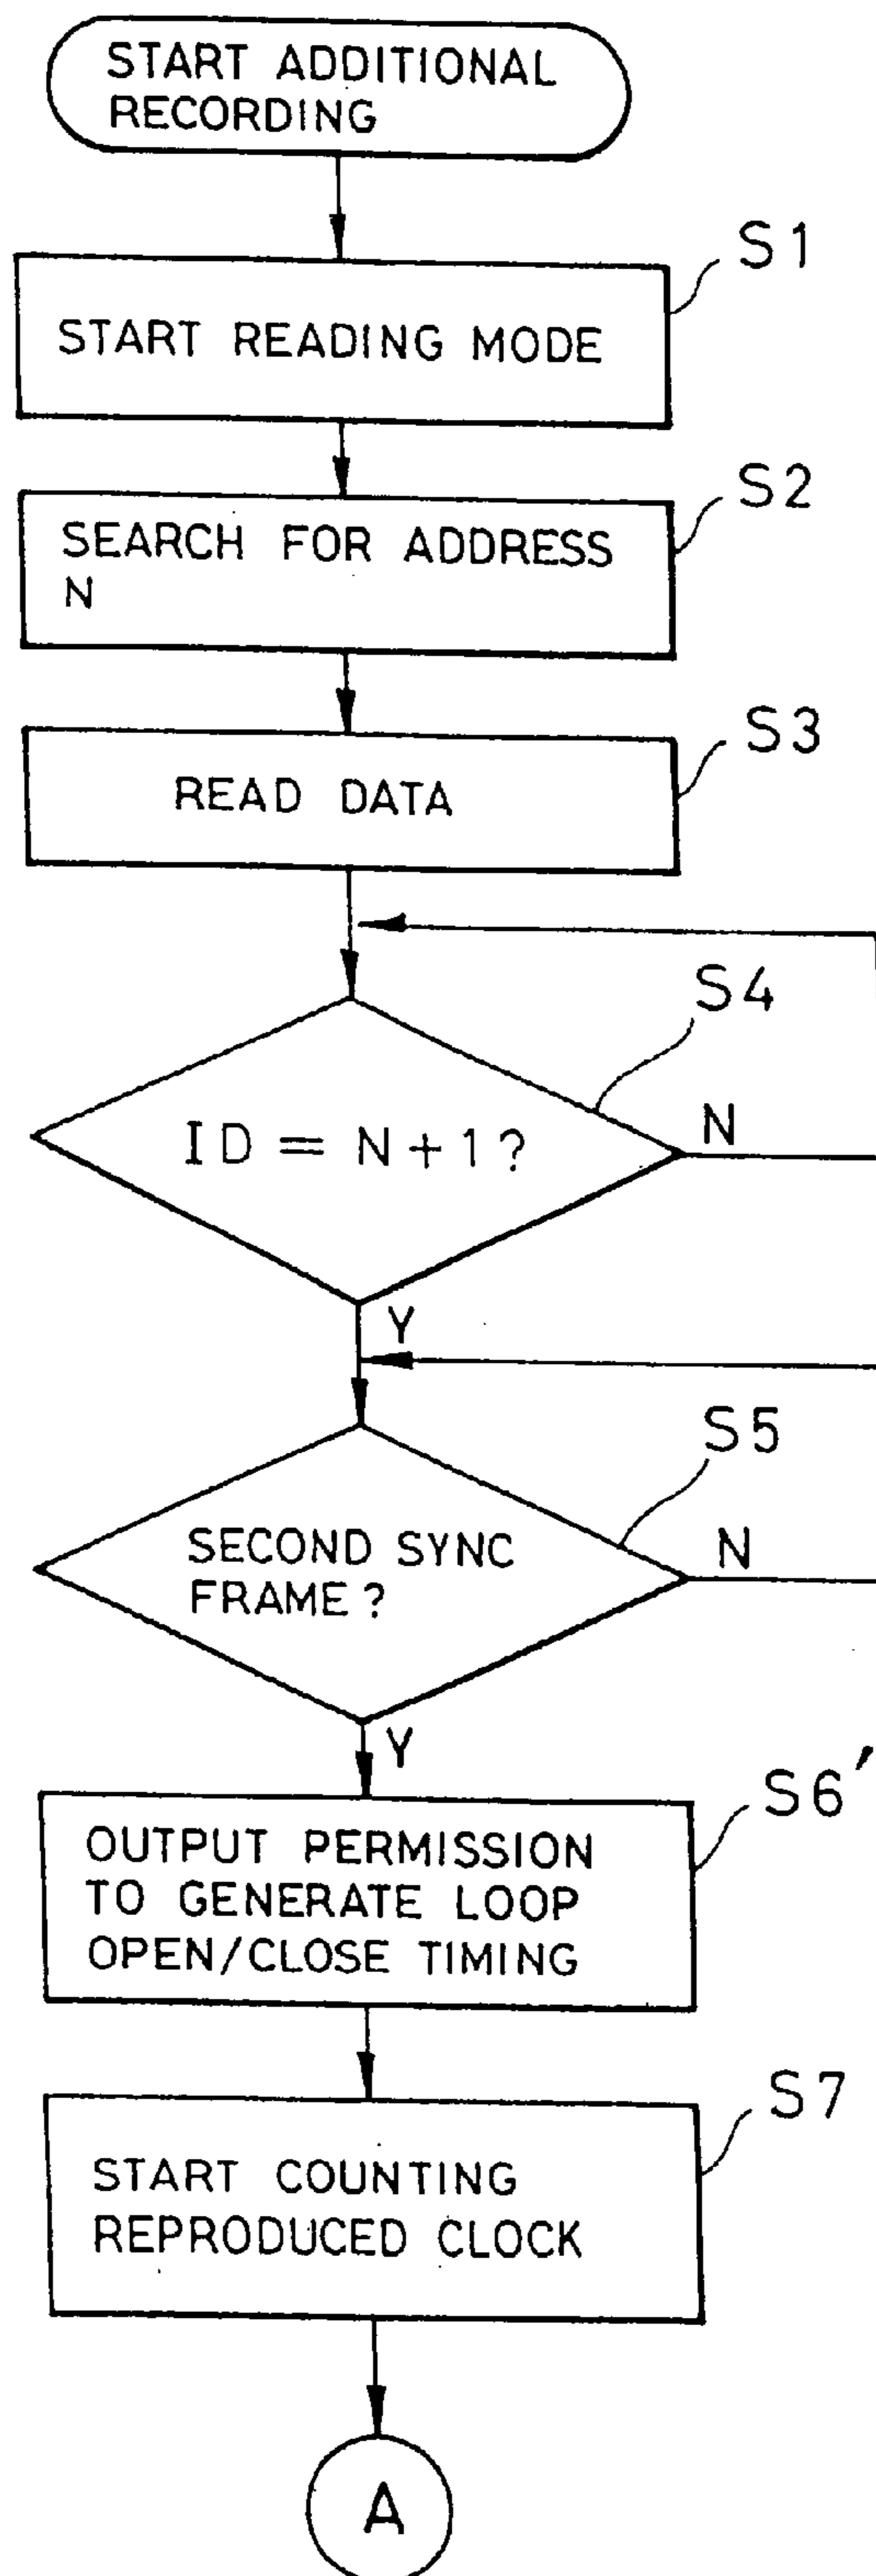 START ADDITIONAL
RECORDING
S1
START READING MODE
S2
SEARCH FOR ADDRESS
N
S3
READ DATA
S4
ID = N+1?
N
Y
S5
SECOND SYNC
FRAME?
N
Y
S6'
OUTPUT PERMISSION
TO GENERATE LOOP
OPEN/CLOSE TIMING
S7
START COUNTING
REPRODUCED CLOCK
A